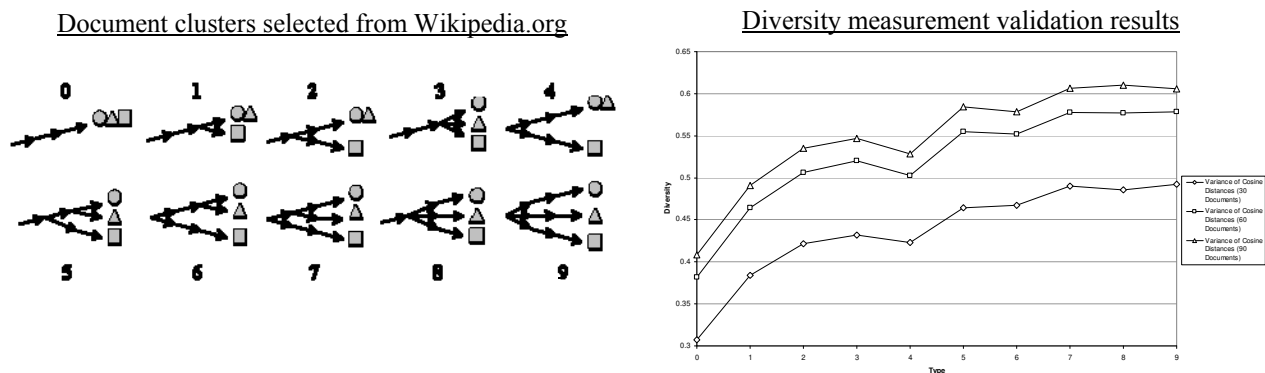 Document clusters selected from Wikipedia.org
0
1
2
3
4
5
6
7
8
9
Diversity measurement validation results
0.65
0.6
0.55
0.5
0.45
0.4
0.35
0.3
Diversity
0
1
2
3
4
5
6
7
8
9
Type
Variance of Cosine
Distances (30
Documents)
Variance of Cosine
Distances (60
Documents)
Variance of Cosine
Distances (90
Documents)